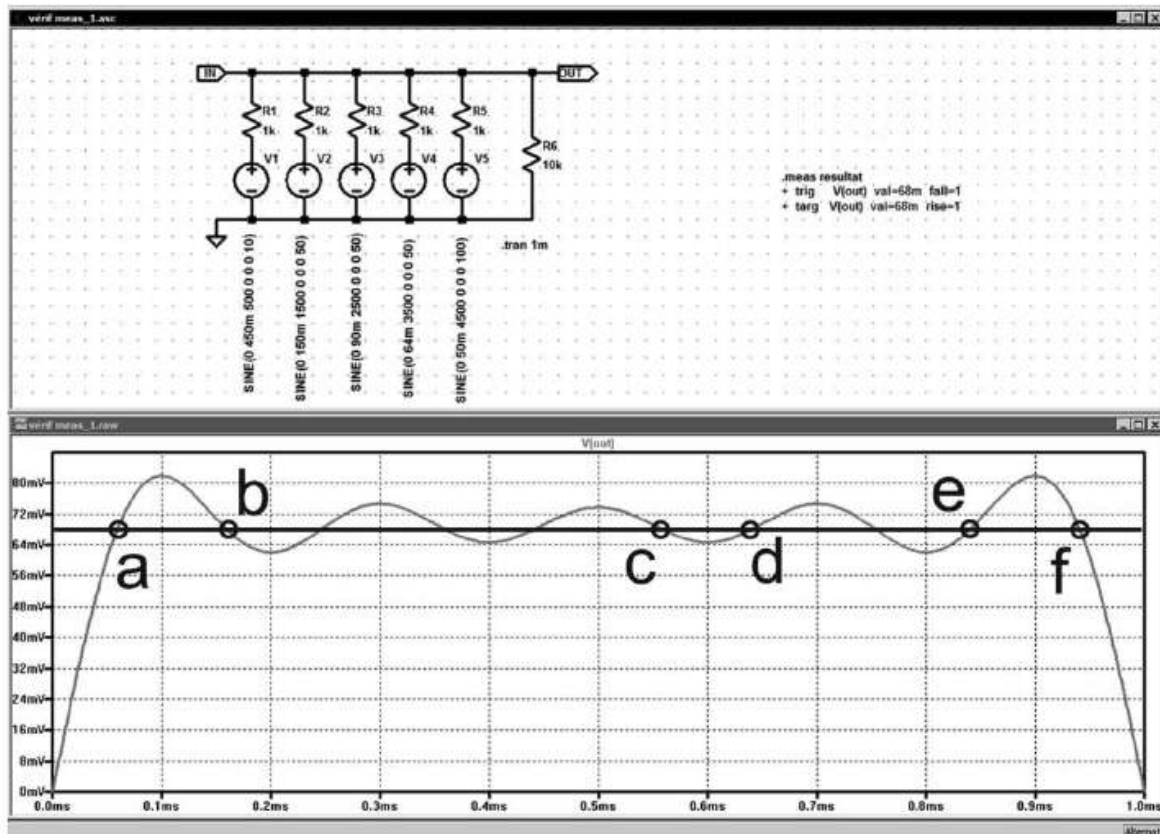 vérif meas_1.asc
IN
OUT
R1
R2
R3
R4
R5
1k
1k
1k
1k
1k
R6
10k
V1
V2
V3
V4
V5
SINE(0 450m 500 0 0 0 10)
SINE(0 150m 1500 0 0 0 50)
SINE(0 90m 2500 0 0 0 50)
SINE(0 64m 3500 0 0 0 50)
SINE(0 50m 4500 0 0 0 100)
.tran 1m
.meas resultat
+ trig V(out) val=68m fall=1
+ targ V(out) val=68m rise=1
vérif meas_1.raw
V(out)
80mV
72mV
64mV
56mV
48mV
40mV
32mV
24mV
16mV
8mV
0mV
a
b
c
d
e
f
0.0ms 0.1ms 0.2ms 0.3ms 0.4ms 0.5ms 0.6ms 0.7ms 0.8ms 0.9ms 1.0ms